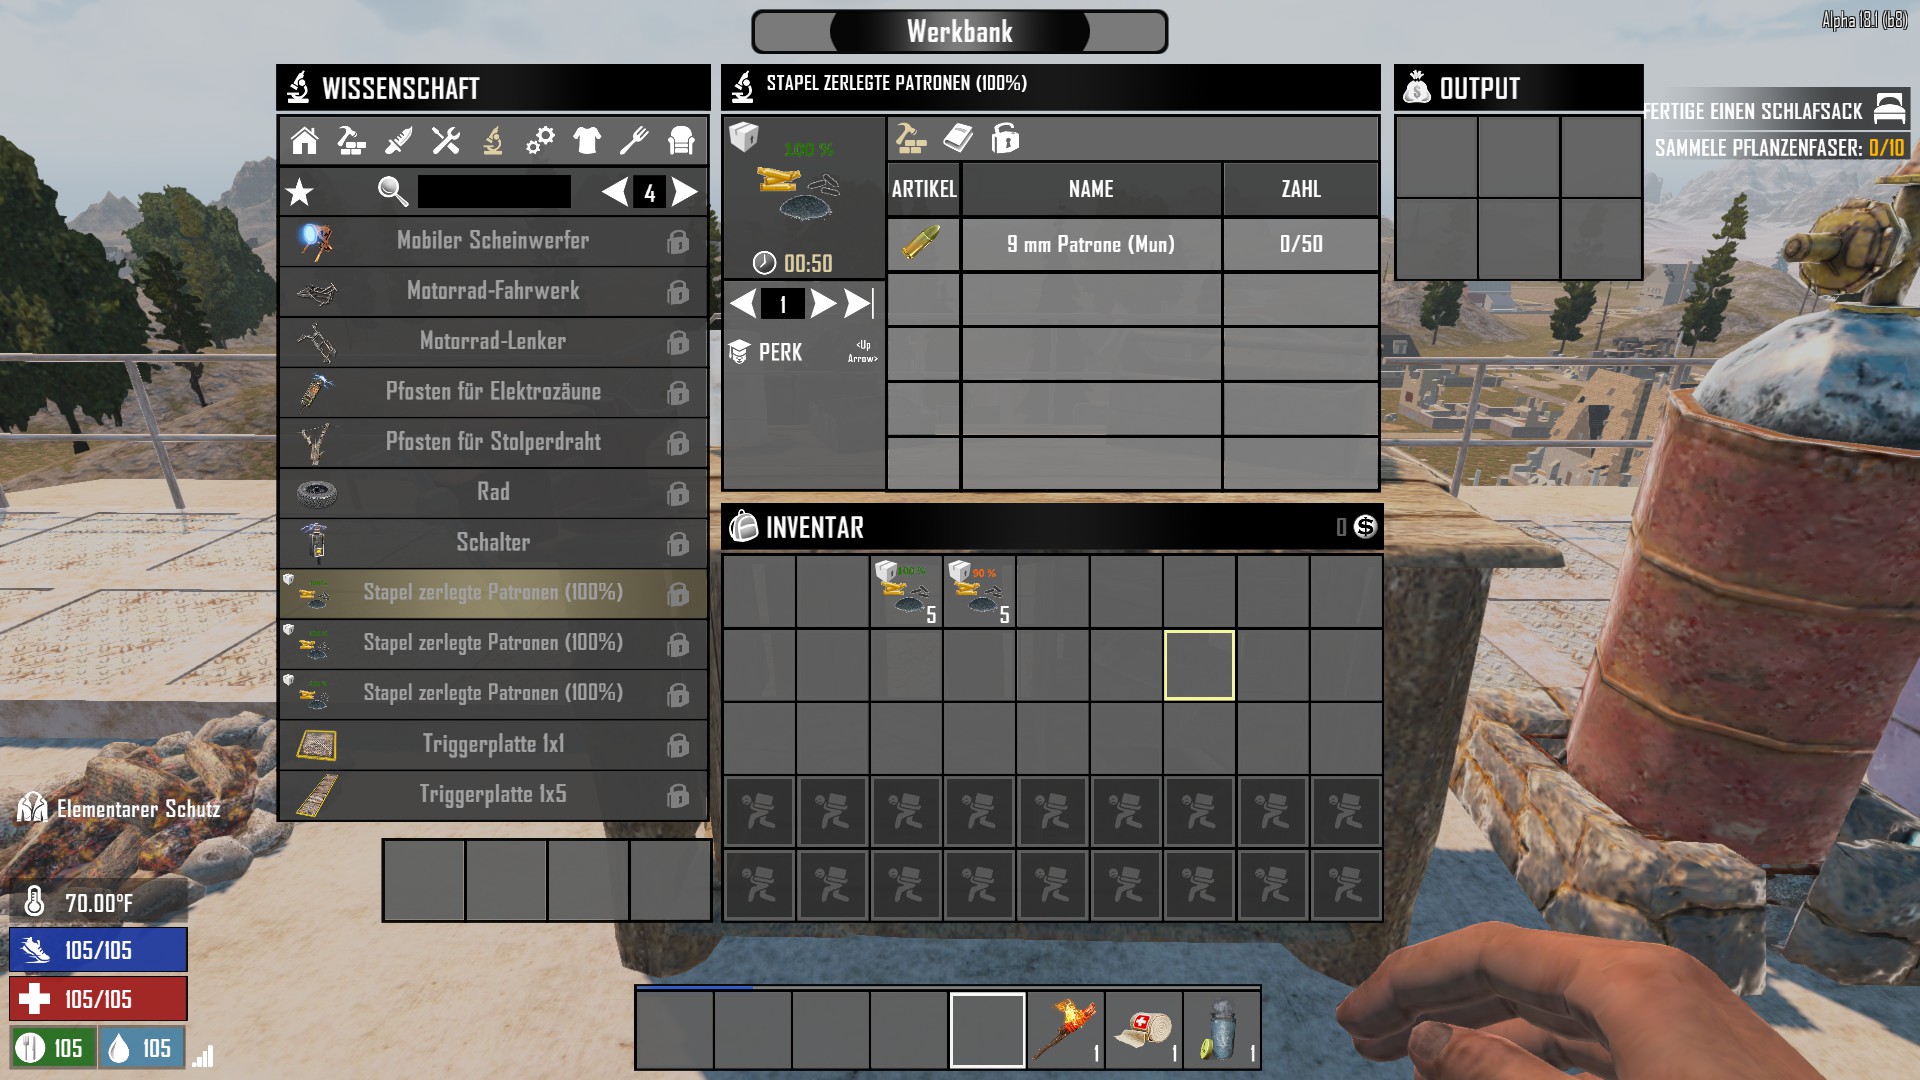 Werkbank
Alpha 18.1 (b8)
WISSENSCHAFT
4
Mobiler Scheinwerfer
Motorrad-Fahrwerk
Motorrad-Lenker
Pfosten für Elektrozäune
Pfosten für Stolperdraht
Rad
Schalter
Stapel zerlegte Patronen (100%)
Stapel zerlegte Patronen (100%)
Stapel zerlegte Patronen (100%)
Triggerplatte 1x1
Triggerplatte 1x5
STAPEL ZERLEGTE PATRONEN (100%)
100 %
00:50
1
PERK
<Up
Arrow>
ARTIKEL NAME ZAHL
9 mm Patrone (Mun) 0/50
OUTPUT
FERTIGE EINEN SCHLAFSACK
SAMMELE PFLANZENFASER: 0/10
INVENTAR
0
100 %
5
90 %
5
Elementarer Schutz
70.00°F
105/105
105/105
105
105
1
1
1